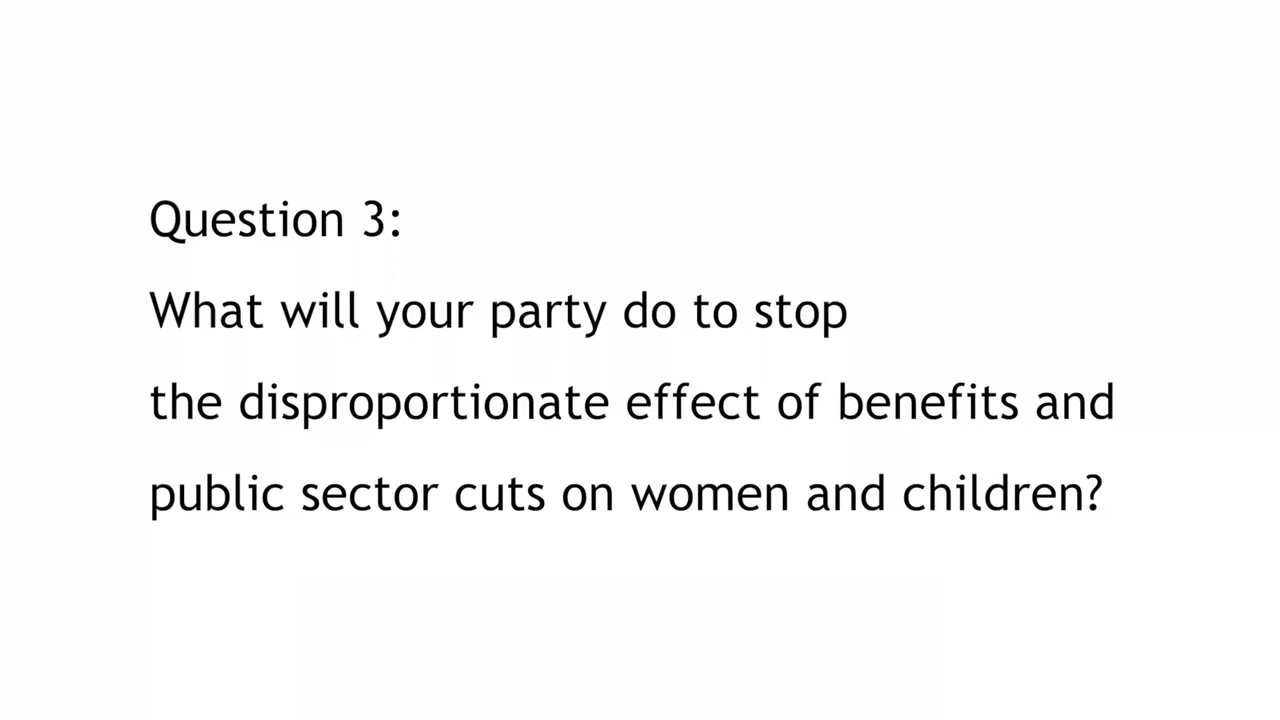 Question 3:
What will your party do to stop
the disproportionate effect of benefits and
public sector cuts on women and children?